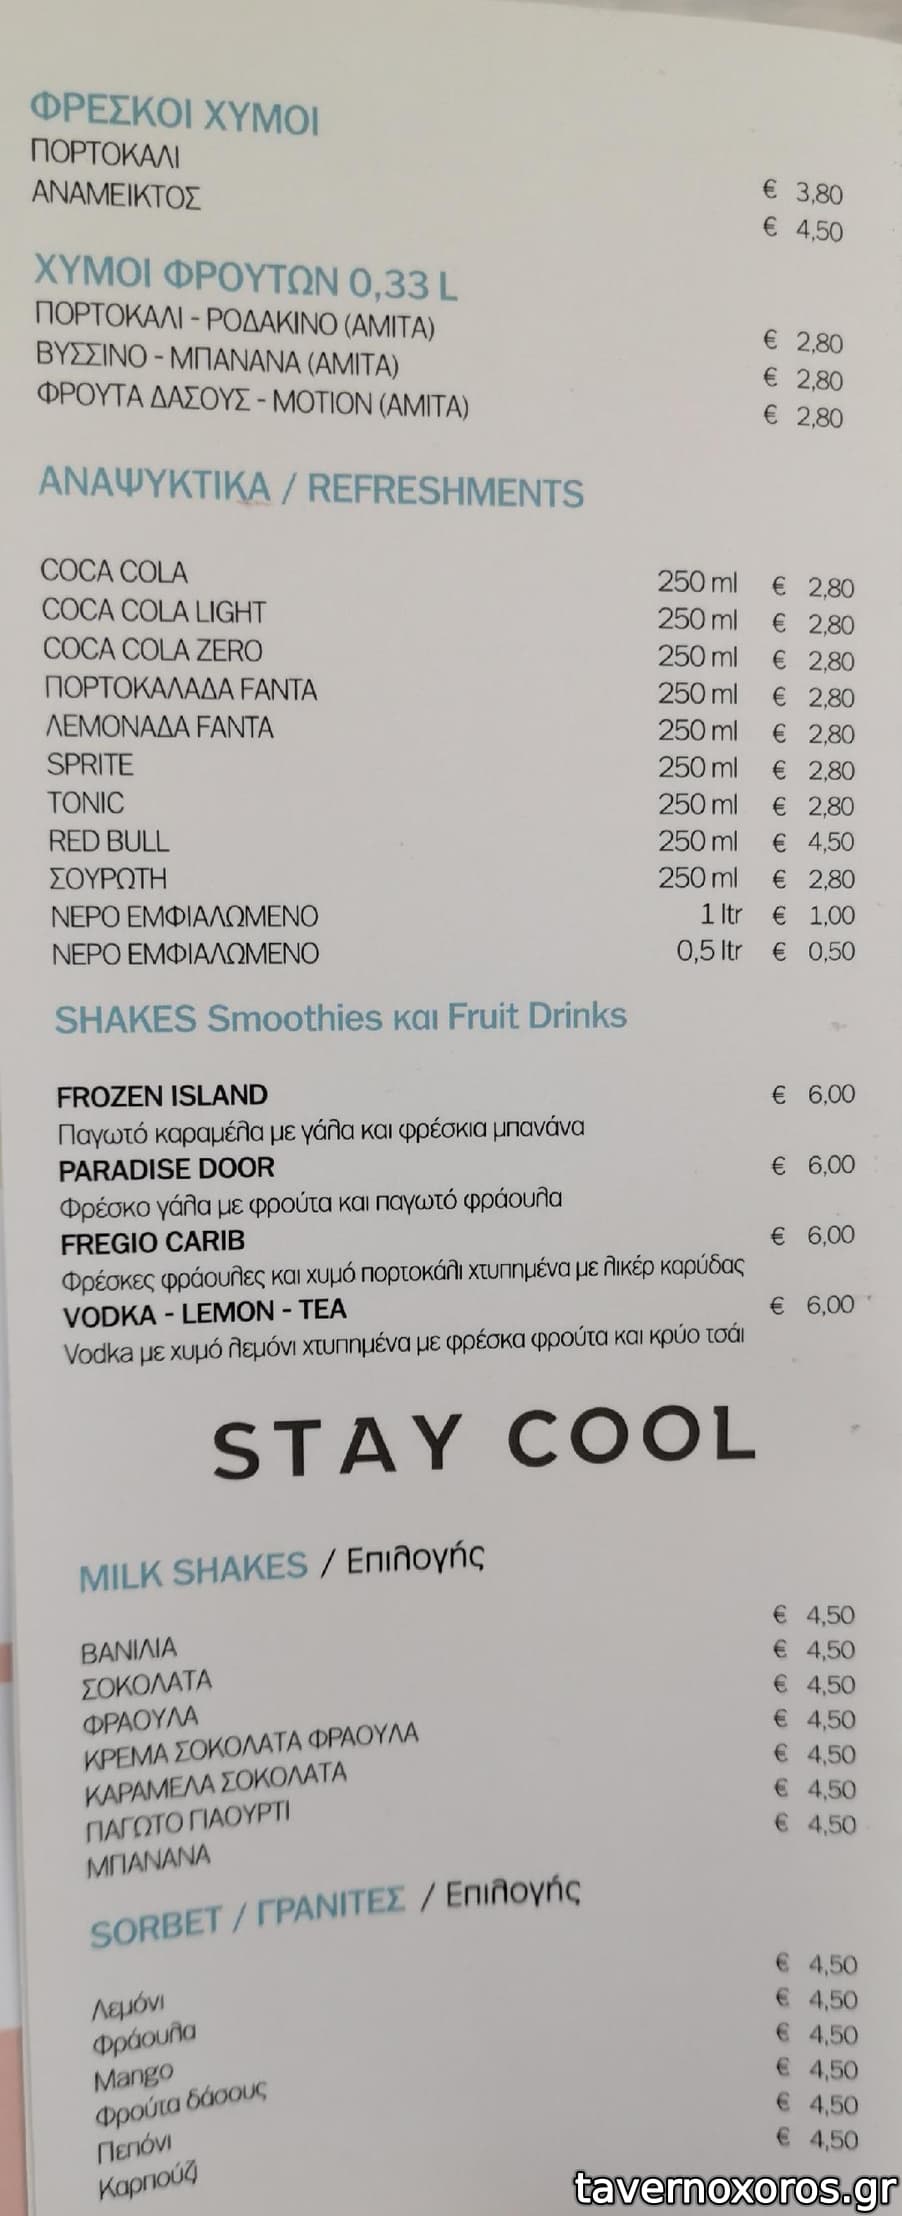 ΦΡΕΣΚΟΙ ΧΥΜΟΙ
ΠΟΡΤΟΚΑΛΙ € 3,80
ΑΝΑΜΕΙΚΤΟΣ € 4,50
ΧΥΜΟΙ ΦΡΟΥΤΩΝ 0,33 L
ΠΟΡΤΟΚΑΛΙ - ΡΟΔΑΚΙΝΟ (ΑΜΙΤΑ) € 2,80
ΒΥΣΣΙΝΟ - ΜΠΑΝΑΝΑ (ΑΜΙΤΑ) € 2,80
ΦΡΟΥΤΑ ΔΑΣΟΥΣ - MOTION (ΑΜΙΤΑ) € 2,80
ΑΝΑΨΥΚΤΙΚΑ / REFRESHMENTS
COCA COLA 250 ml € 2,80
COCA COLA LIGHT 250 ml € 2,80
COCA COLA ZERO 250 ml € 2,80
ΠΟΡΤΟΚΑΛΑΔΑ FANTA 250 ml € 2,80
ΛΕΜΟΝΑΔΑ FANTA 250 ml € 2,80
SPRITE 250 ml € 2,80
TONIC 250 ml € 2,80
RED BULL 250 ml € 4,50
ΣΟΥΡΩΤΗ 250 ml € 2,80
ΝΕΡΟ ΕΜΦΙΑΛΩΜΕΝΟ 1 ltr € 1,00
ΝΕΡΟ ΕΜΦΙΑΛΩΜΕΝΟ 0,5 ltr € 0,50
SHAKES Smoothies και Fruit Drinks
FROZEN ISLAND € 6,00
Παγωτό καραμέλα με γάλα και φρέσκια μπανάνα
PARADISE DOOR € 6,00
Φρέσκο γάλα με φρούτα και παγωτό φράουλα
FREGIO CARIB € 6,00
Φρέσκες φράουλες και χυμό πορτοκάλι χτυπημένα με λικέρ καρύδας
VODKA - LEMON - TEA € 6,00
Vodka με χυμό λεμόνι χτυπημένα με φρέσκα φρούτα και κρύο τσάι
STAY COOL
MILK SHAKES / Επιλογής
ΒΑΝΙΛΙΑ € 4,50
ΣΟΚΟΛΑΤΑ € 4,50
ΦΡΑΟΥΛΑ € 4,50
ΚΡΕΜΑ ΣΟΚΟΛΑΤΑ ΦΡΑΟΥΛΑ € 4,50
ΚΑΡΑΜΕΛΑ ΣΟΚΟΛΑΤΑ € 4,50
ΠΑΓΩΤΟ ΓΙΑΟΥΡΤΙ € 4,50
ΜΠΑΝΑΝΑ € 4,50
SORBET / ΓΡΑΝΙΤΕΣ / Επιλογής
Λεμόνι € 4,50
Φράουλα € 4,50
Mango € 4,50
Φρούτα δάσους € 4,50
Πεπόνι € 4,50
Καρπούζι € 4,50
tavernoxoros.gr